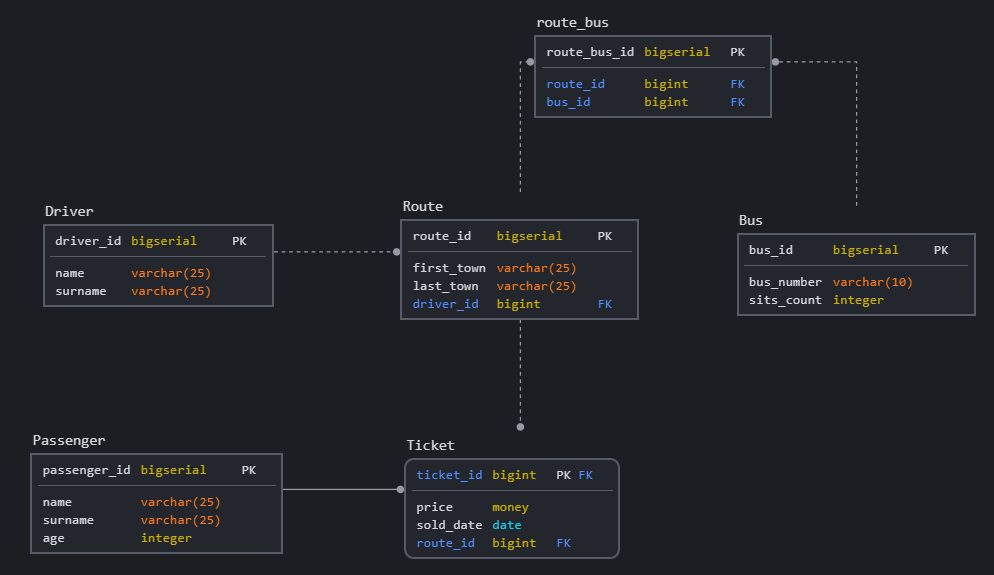 route_bus
route_bus_id bigserial PK
route_id bigint FK
bus_id bigint FK
Driver
driver_id bigserial PK
name varchar(25)
surname varchar(25)
Route
route_id bigserial PK
first_town varchar(25)
last_town varchar(25)
driver_id bigint FK
Bus
bus_id bigserial PK
bus_number varchar(10)
sits_count integer
Passenger
passenger_id bigserial PK
name varchar(25)
surname varchar(25)
age integer
Ticket
ticket_id bigint PK FK
price money
sold_date date
route_id bigint FK